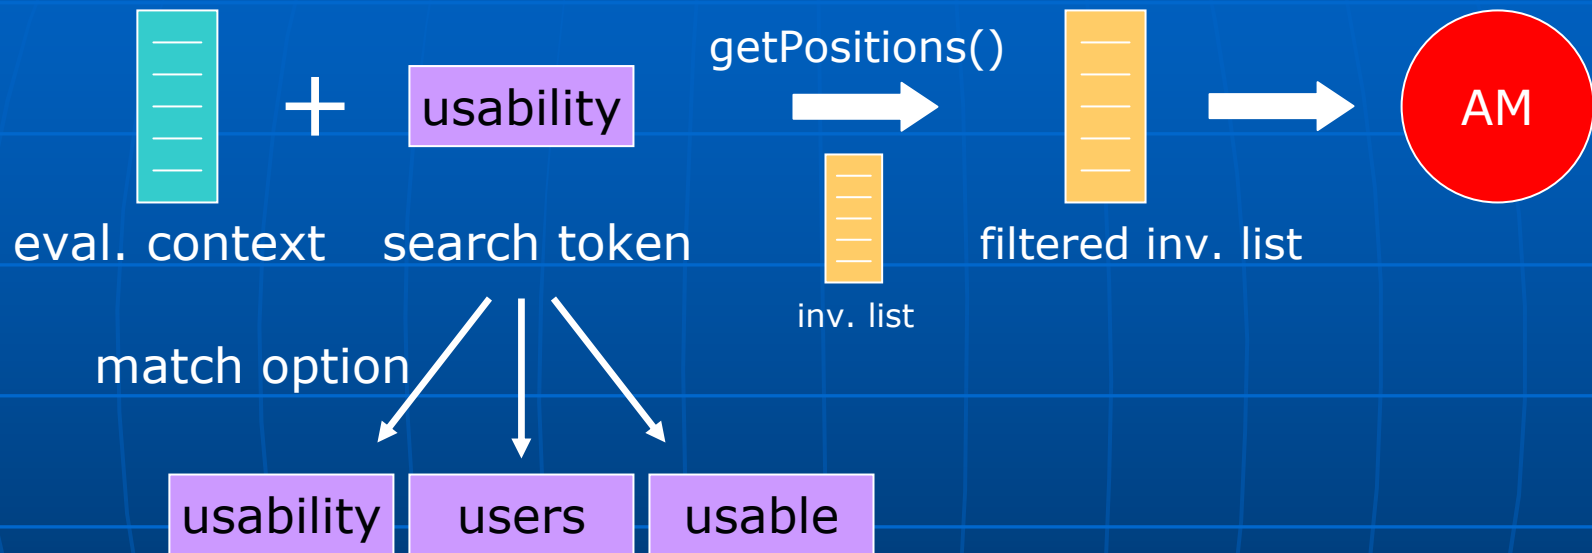 getPositions()
usability
AM
eval. context
search token
filtered inv. list
inv. list
match option
usability
users
usable